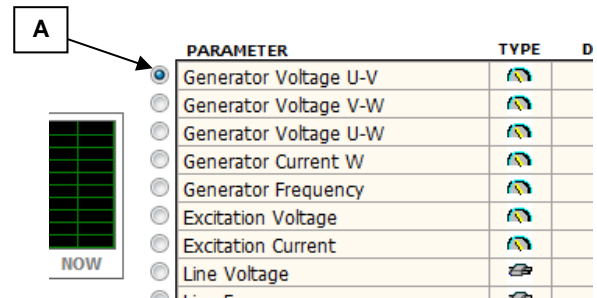 A
PARAMETER TYPE D
Generator Voltage U-V
Generator Voltage V-W
Generator Voltage U-W
Generator Current W
Generator Frequency
Excitation Voltage
Excitation Current
NOW
Line Voltage